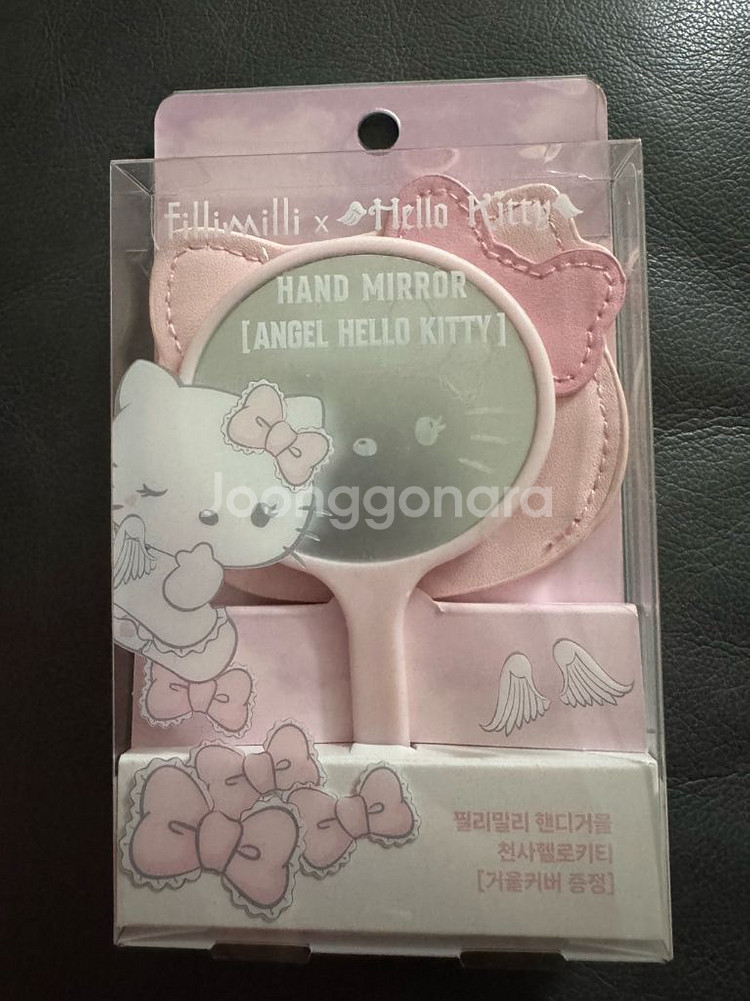 Fillimilli x Hello Kitty
HAND MIRROR
[ANGEL HELLO KITTY]
Joonggonara
필리밀리 핸디거울
천사헬로키티
[거울커버 증정]